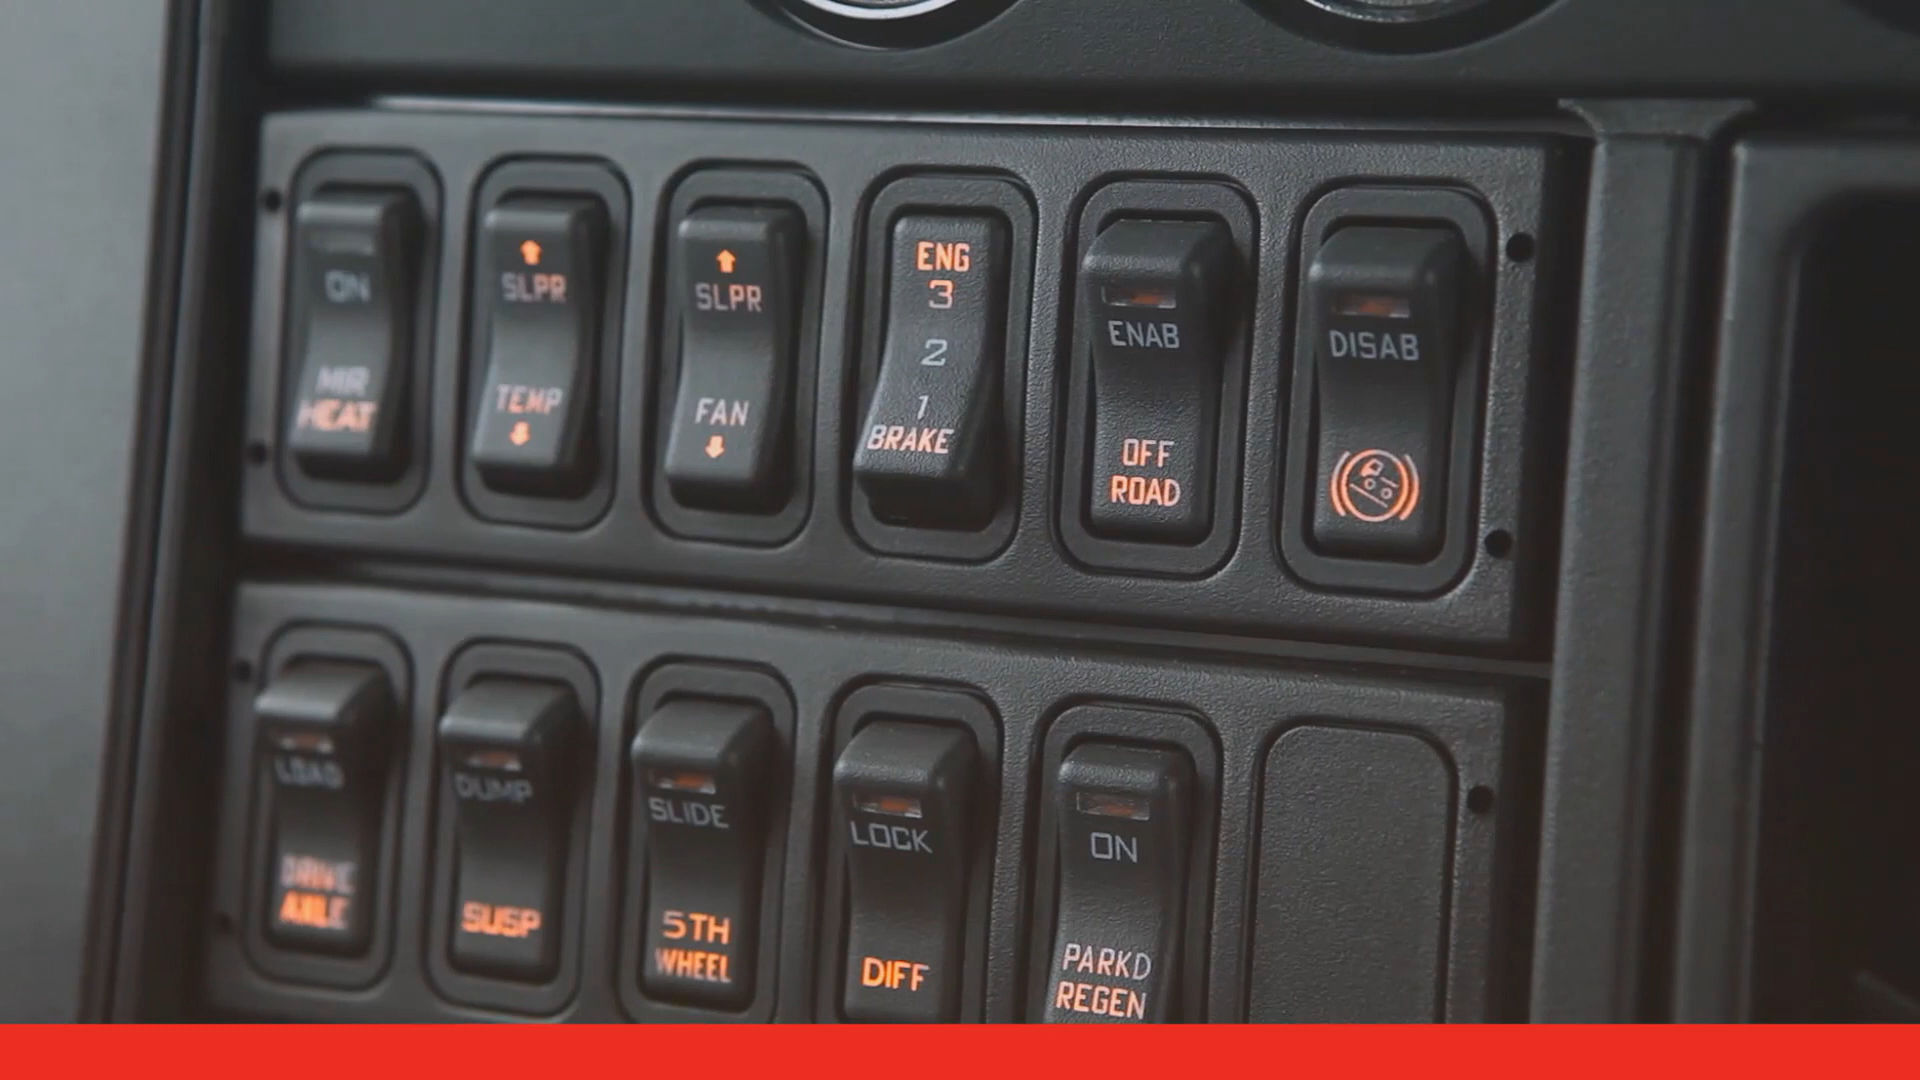 ON
MIR
HEAT
SLPR
TEMP
SLPR
FAN
ENG
3
2
1
BRAKE
ENAB
OFF
ROAD
DISAB
LOAD
DRIVE
AXLE
DUMP
SUSP
SLIDE
5TH
WHEEL
LOCK
DIFF
ON
PARKD
REGEN